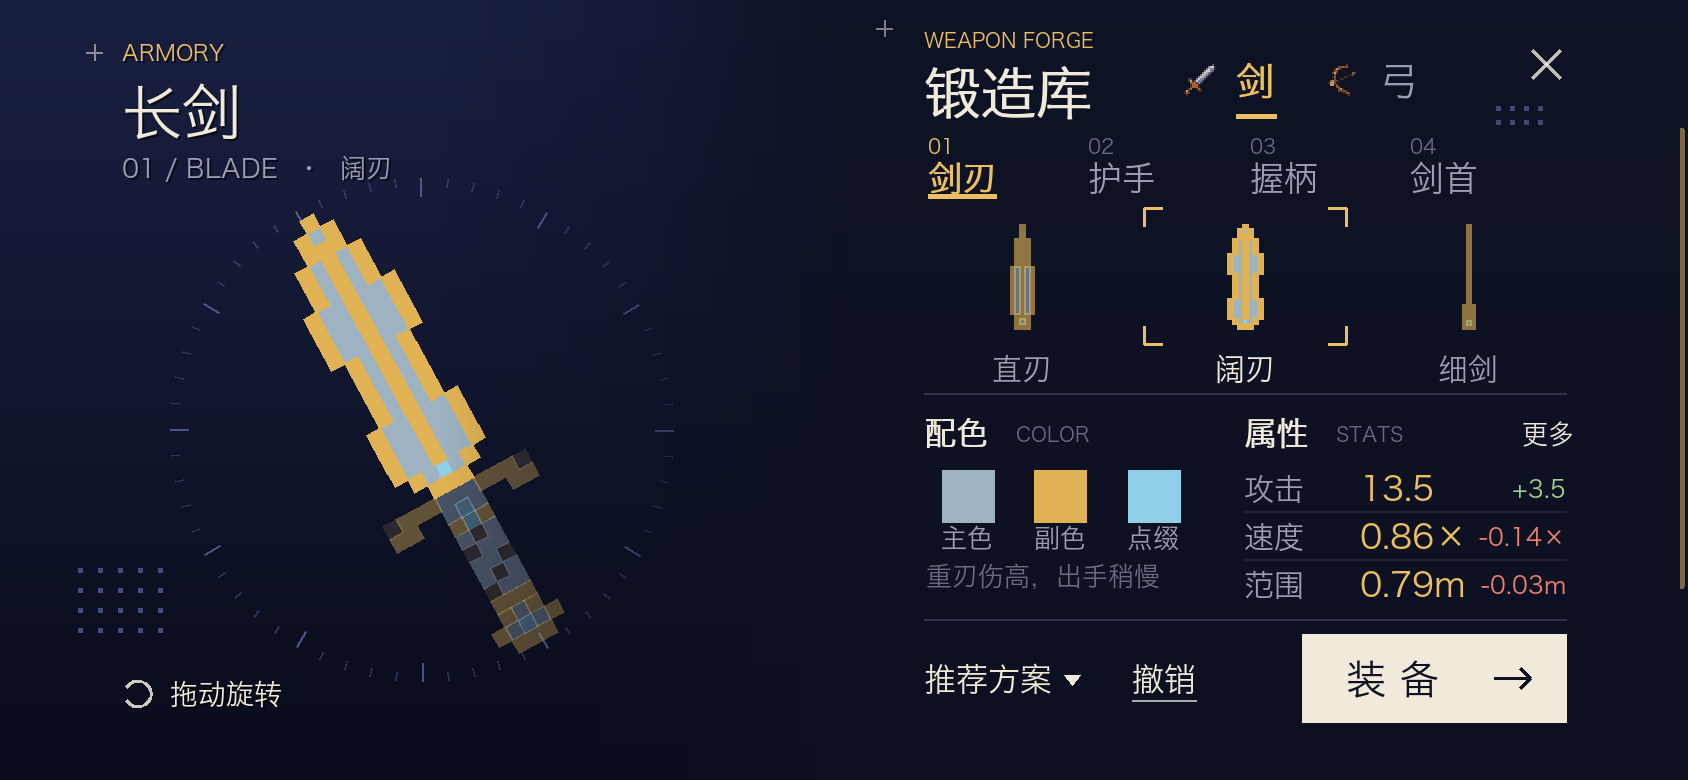 ARMORY
长剑
01 / BLADE · 阔刃
拖动旋转
WEAPON FORGE
锻造库
剑
弓
01
剑刃
02
护手
03
握柄
04
剑首
直刃
阔刃
细剑
配色 COLOR
主色
副色
点缀
重刃伤高，出手稍慢
属性 STATS
更多
攻击 13.5 +3.5
速度 0.86× -0.14×
范围 0.79m -0.03m
推荐方案
撤销
装备